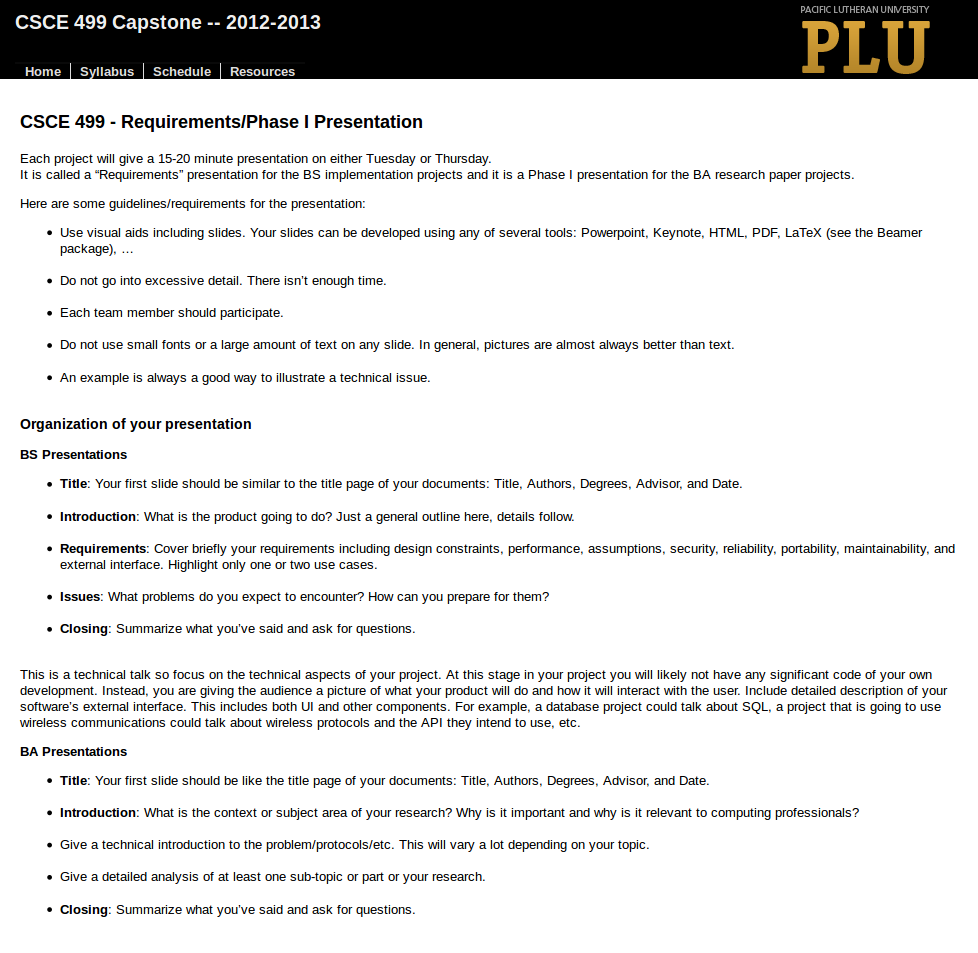 CSCE 499 Capstone -- 2012-2013
PACIFIC LUTHERAN UNIVERSITY
PLU
Home
Syllabus
Schedule
Resources
CSCE 499 - Requirements/Phase I Presentation
Each project will give a 15-20 minute presentation on either Tuesday or Thursday.
It is called a “Requirements” presentation for the BS implementation projects and it is a Phase I presentation for the BA research paper projects.
Here are some guidelines/requirements for the presentation:
• Use visual aids including slides. Your slides can be developed using any of several tools: Powerpoint, Keynote, HTML, PDF, LaTeX (see the Beamer
package), …
• Do not go into excessive detail. There isn’t enough time.
• Each team member should participate.
• Do not use small fonts or a large amount of text on any slide. In general, pictures are almost always better than text.
• An example is always a good way to illustrate a technical issue.
Organization of your presentation
BS Presentations
• Title: Your first slide should be similar to the title page of your documents: Title, Authors, Degrees, Advisor, and Date.
• Introduction: What is the product going to do? Just a general outline here, details follow.
• Requirements: Cover briefly your requirements including design constraints, performance, assumptions, security, reliability, portability, maintainability, and
external interface. Highlight only one or two use cases.
• Issues: What problems do you expect to encounter? How can you prepare for them?
• Closing: Summarize what you’ve said and ask for questions.
This is a technical talk so focus on the technical aspects of your project. At this stage in your project you will likely not have any significant code of your own
development. Instead, you are giving the audience a picture of what your product will do and how it will interact with the user. Include detailed description of your
software’s external interface. This includes both UI and other components. For example, a database project could talk about SQL, a project that is going to use
wireless communications could talk about wireless protocols and the API they intend to use, etc.
BA Presentations
• Title: Your first slide should be like the title page of your documents: Title, Authors, Degrees, Advisor, and Date.
• Introduction: What is the context or subject area of your research? Why is it important and why is it relevant to computing professionals?
• Give a technical introduction to the problem/protocols/etc. This will vary a lot depending on your topic.
• Give a detailed analysis of at least one sub-topic or part or your research.
• Closing: Summarize what you’ve said and ask for questions.